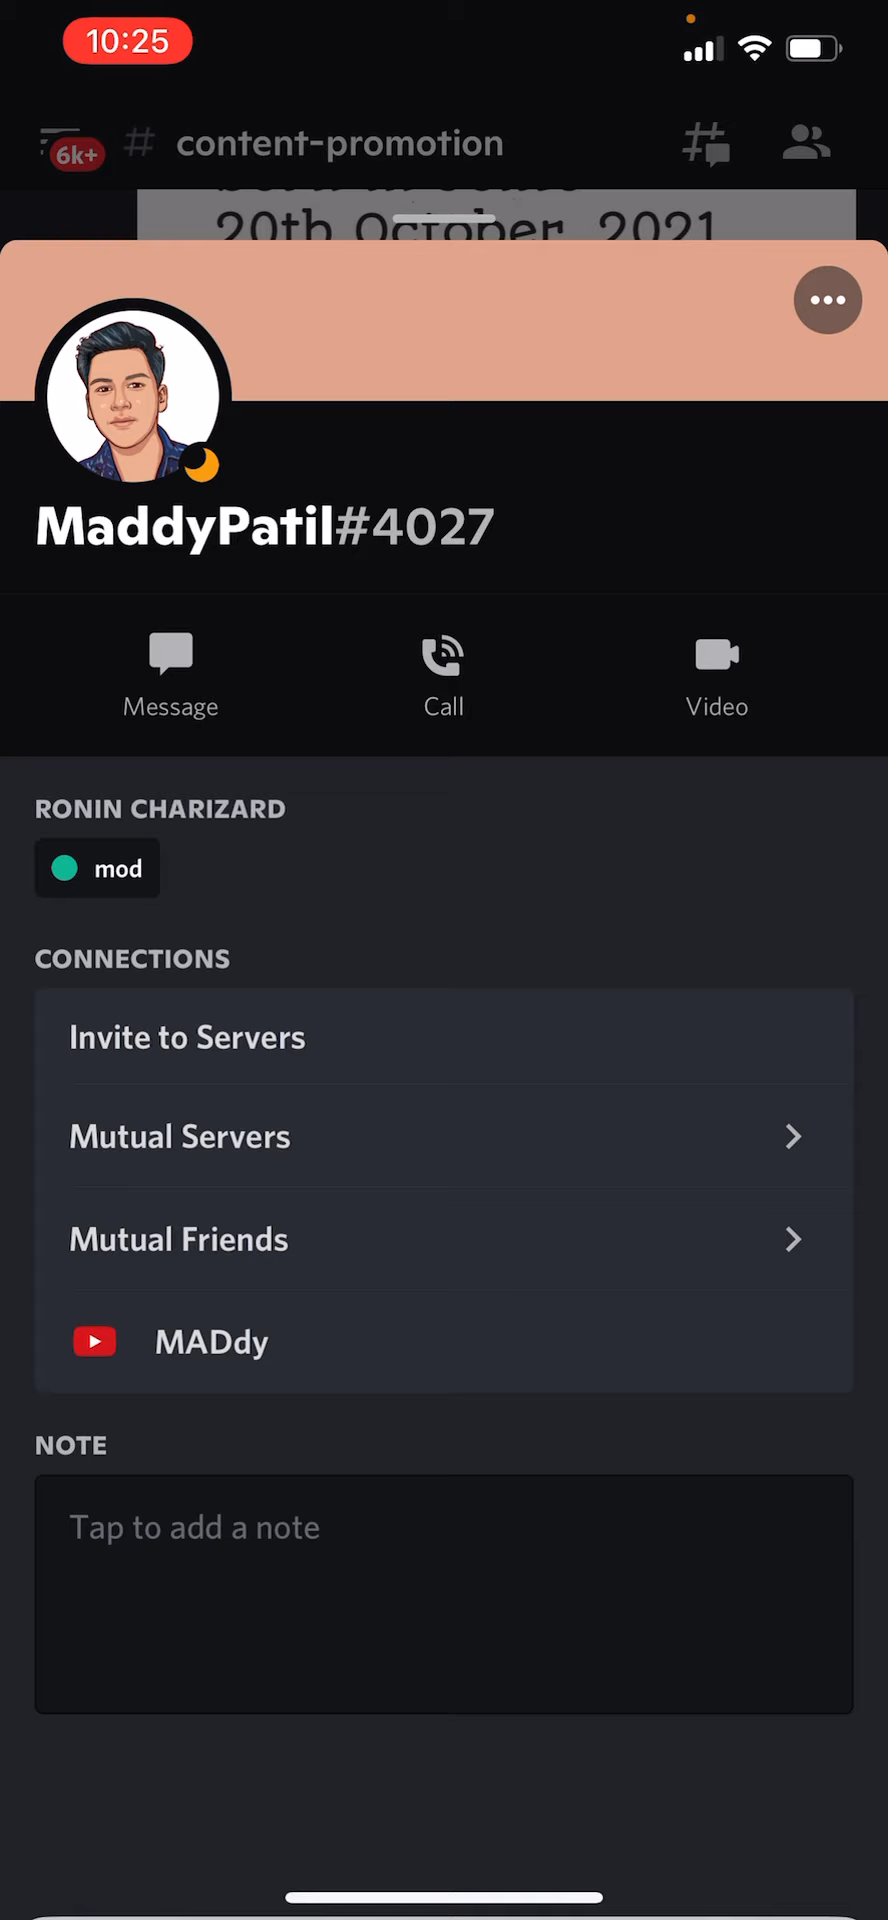 10:25
6k+
# content-promotion
20th October, 2021
MaddyPatil#4027
Message
Call
Video
RONIN CHARIZARD
mod
CONNECTIONS
Invite to Servers
Mutual Servers
Mutual Friends
MADdy
NOTE
Tap to add a note